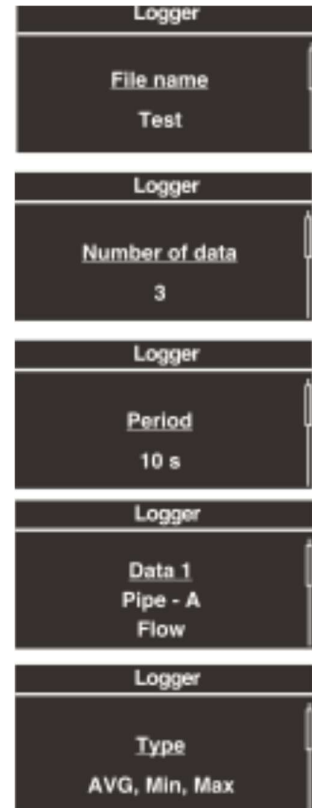 Logger
File name
Test
Logger
Number of data
3
Logger
Period
10 s
Logger
Data 1
Pipe - A
Flow
Logger
Type
AVG, Min, Max